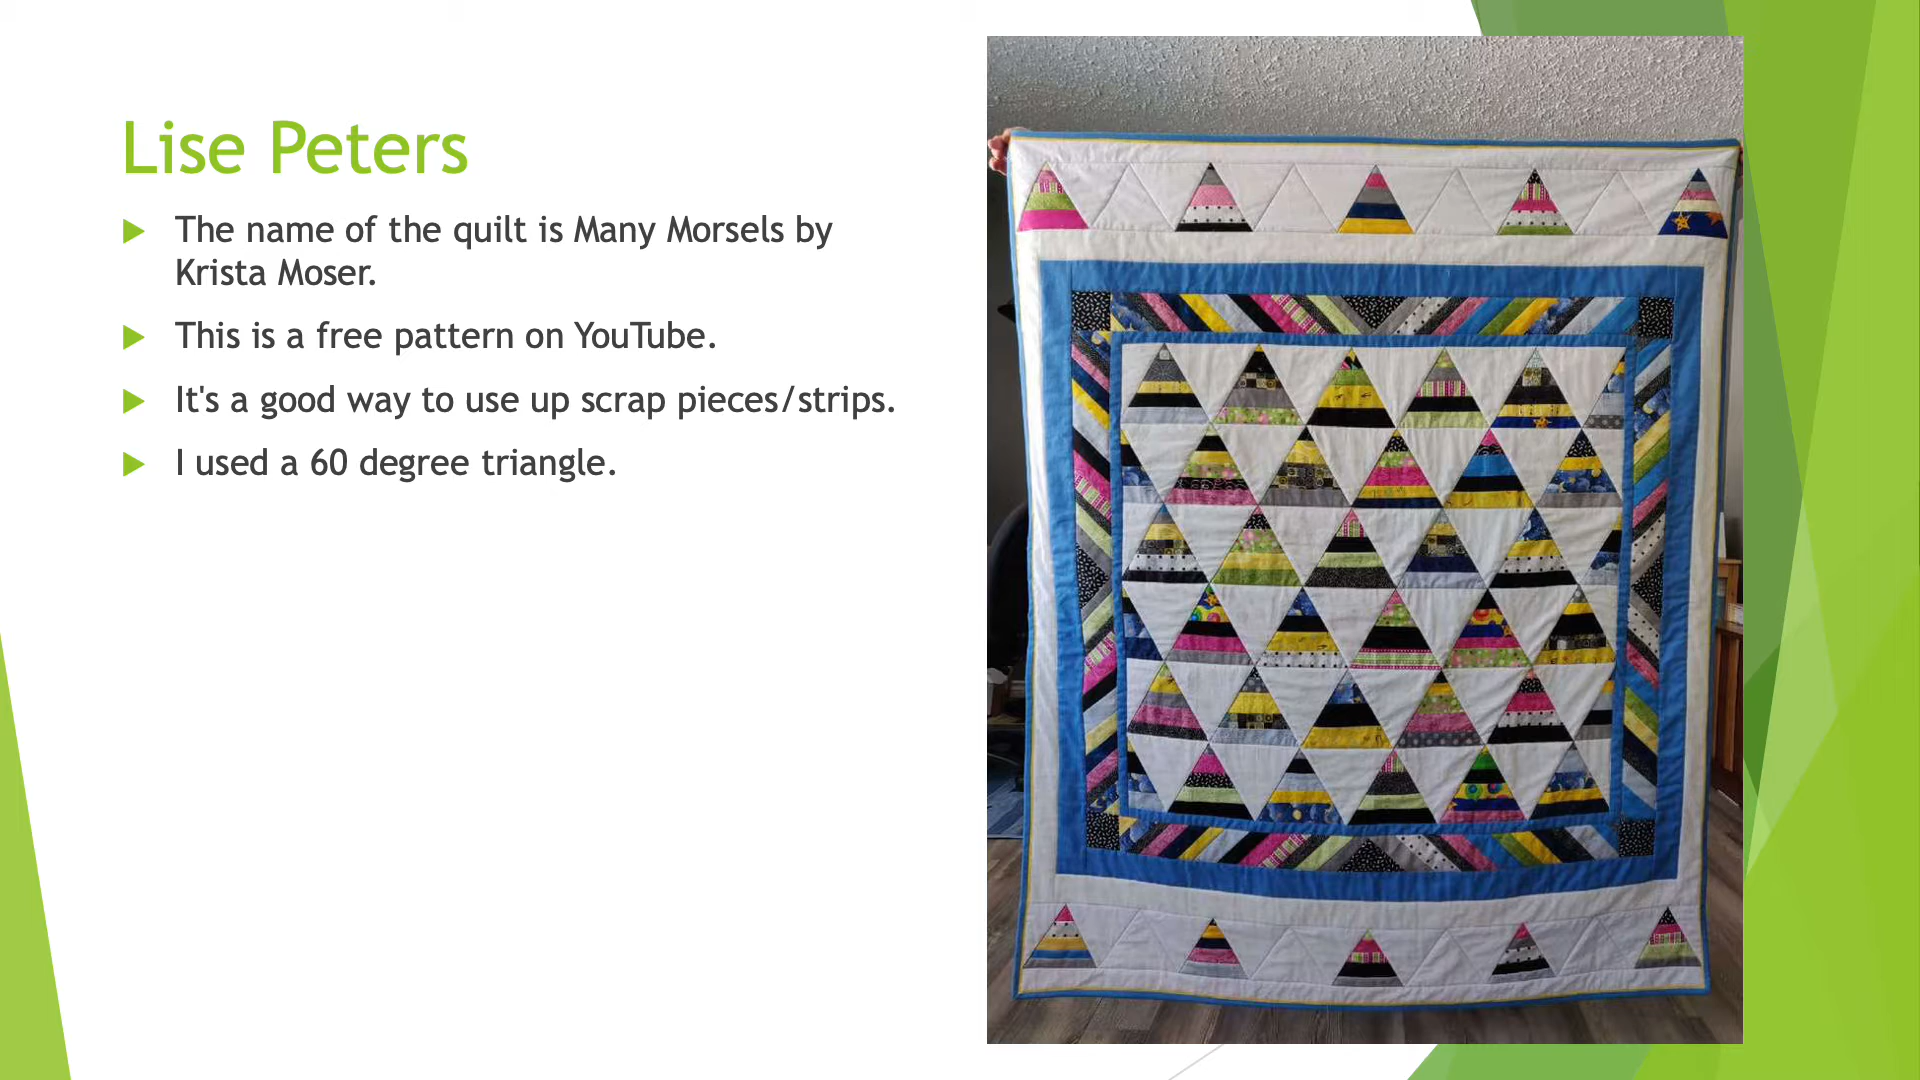 Lise Peters
The name of the quilt is Many Morsels by
Krista Moser.
This is a free pattern on YouTube.
It's a good way to use up scrap pieces/strips.
I used a 60 degree triangle.